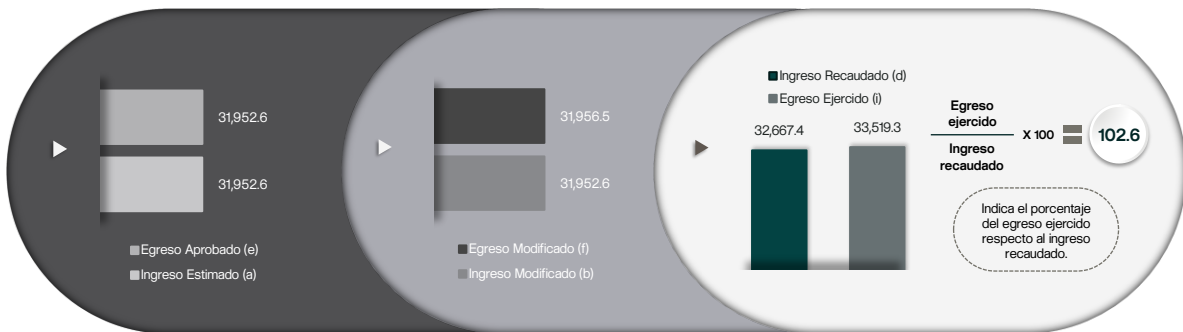 31,952.6
31,952.6
Egreso Aprobado (e)
Ingreso Estimado (a)
31,956.5
31,952.6
Egreso Modificado (f)
Ingreso Modificado (b)
Ingreso Recaudado (d)
Egreso Ejercido (i)
32,667.4
33,519.3
Egreso
ejercido
Ingreso
recaudado
X 100
102.6
Indica el porcentaje
del egreso ejercido
respecto al ingreso
recaudado.